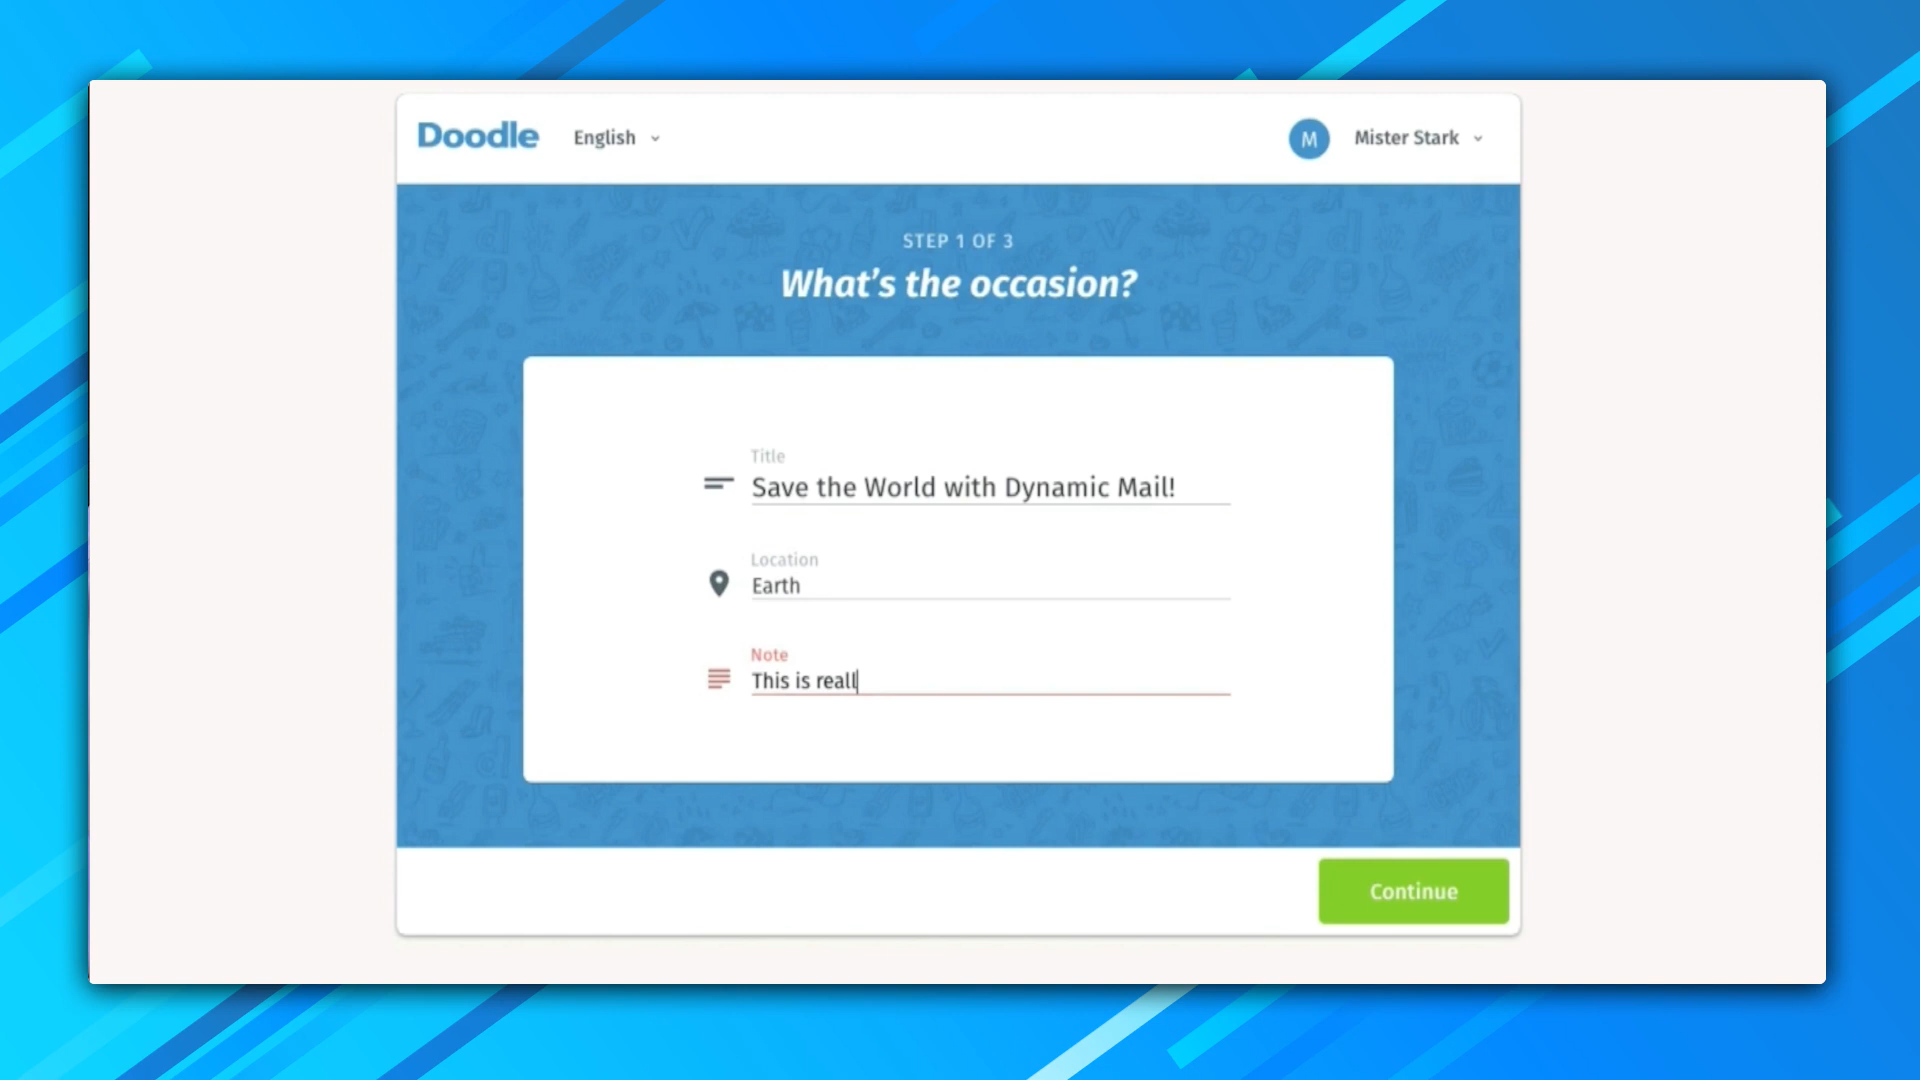 Doodle English M Mister Stark
STEP 1 OF 3
What's the occasion?
Title
Save the World with Dynamic Mail!
Location
Earth
Note
This is reall
Continue